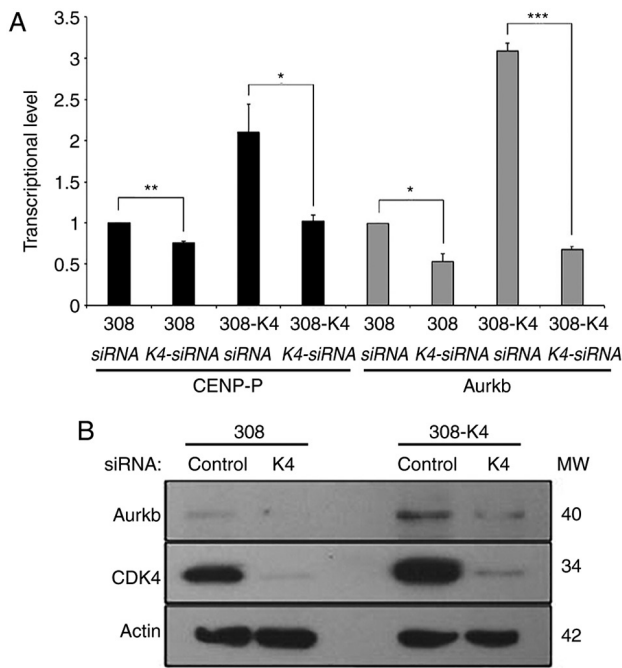 A
3.5
3
2.5
2
1.5
1
0.5
0
Transcriptional level
** * * ***
308 308 308-K4 308-K4 308 308 308-K4 308-K4
siRNA K4-siRNA siRNA K4-siRNA siRNA K4-siRNA siRNA K4-siRNA
CENP-P Aurkb
B
308 308-K4
siRNA: Control K4 Control K4 MW
Aurkb 40
CDK4 34
Actin 42